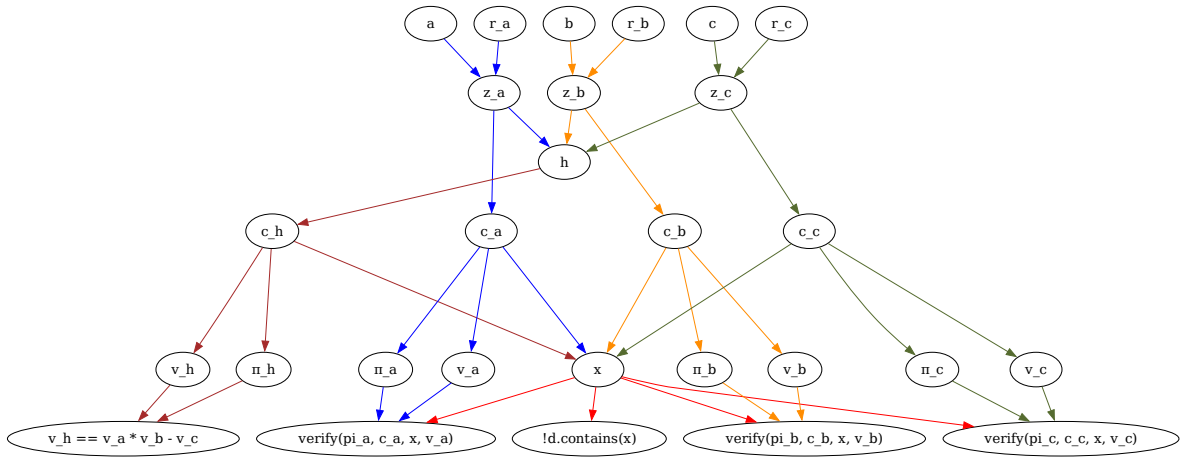 a
r_a
b
r_b
c
r_c
z_a
z_b
z_c
h
c_h
c_a
c_b
c_c
v_h
π_h
π_a
v_a
x
π_b
v_b
π_c
v_c
v_h == v_a * v_b - v_c
verify(pi_a, c_a, x, v_a)
!d.contains(x)
verify(pi_b, c_b, x, v_b)
verify(pi_c, c_c, x, v_c)